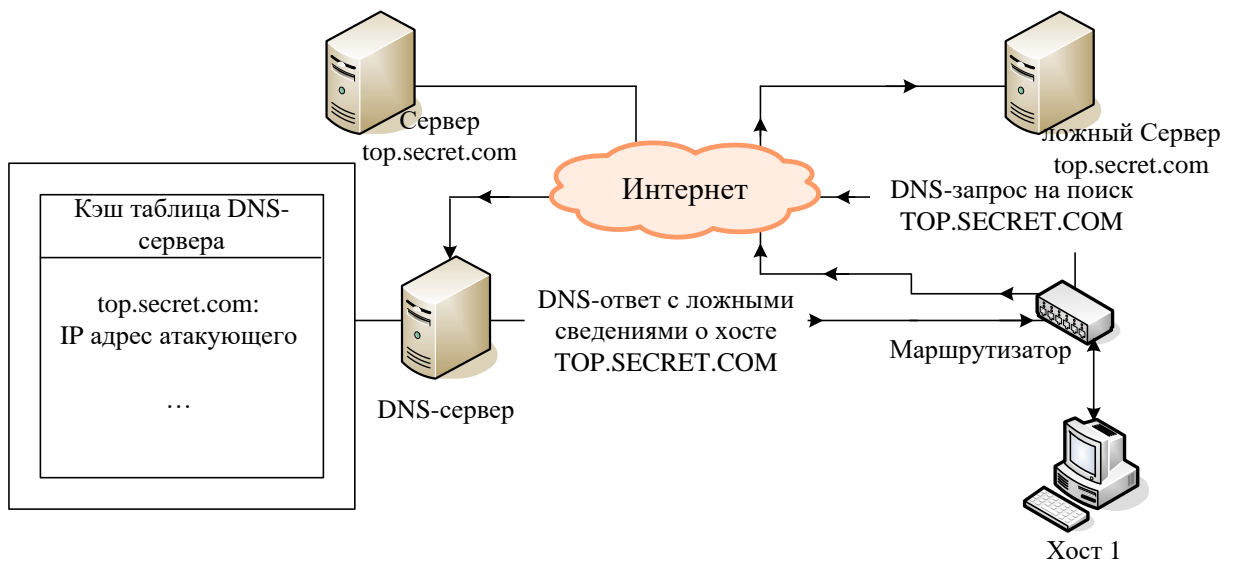 Сервер
top.secret.com
ложный Сервер
top.secret.com
Интернет
DNS-запрос на поиск
TOP.SECRET.COM
Кэш таблица DNS-
сервера
top.secret.com:
IP адрес атакующего
…
DNS-ответ с ложными
сведениями о хосте
TOP.SECRET.COM
Маршрутизатор
DNS-сервер
Хост 1